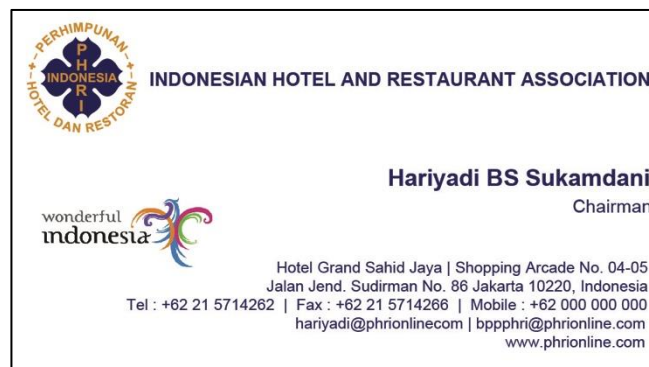 PERHIMPUNAN
PHRI
INDONESIA
HOTEL DAN RESTORAN
INDONESIAN HOTEL AND RESTAURANT ASSOCIATION
Hariyadi BS Sukamdani
Chairman
wonderful
indonesia
Hotel Grand Sahid Jaya | Shopping Arcade No. 04-05
Jalan Jend. Sudirman No. 86 Jakarta 10220, Indonesia
Tel : +62 21 5714262 | Fax : +62 21 5714266 | Mobile : +62 000 000 000
hariyadi@phrionlinecom | bppphri@phrionline.com
www.phrionline.com